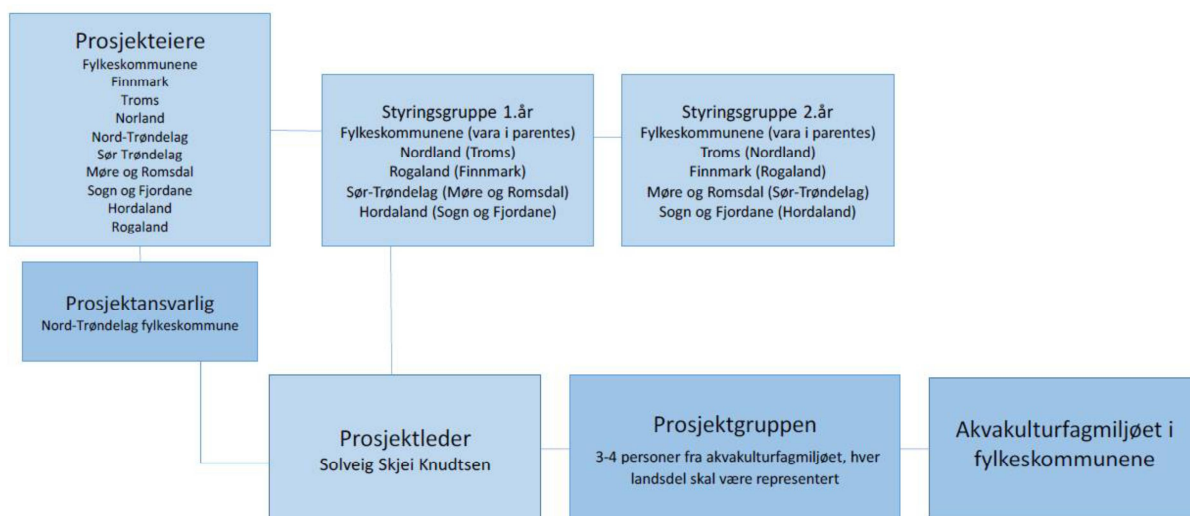 Prosjekteiere
Fylkeskommunene
Finnmark
Troms
Norland
Nord-Trøndelag
Sør Trøndelag
Møre og Romsdal
Sogn og Fjordane
Hordaland
Rogaland
Styringsgruppe 1.år
Fylkeskommunene (vara i parentes)
Nordland (Troms)
Rogaland (Finnmark)
Sør-Trøndelag (Møre og Romsdal)
Hordaland (Sogn og Fjordane)
Styringsgruppe 2.år
Fylkeskommunene (vara i parentes)
Troms (Nordland)
Finnmark (Rogaland)
Møre og Romsdal (Sør-Trøndelag)
Sogn og Fjordane (Hordaland)
Prosjektansvarlig
Nord-Trøndelag fylkeskommune
Prosjektleder
Solveig Skjei Knudtsen
Prosjektgruppen
3-4 personer fra akvakulturfagmiljøet, hver
landsdel skal være representert
Akvakulturfagmiljøet i
fylkeskommunene